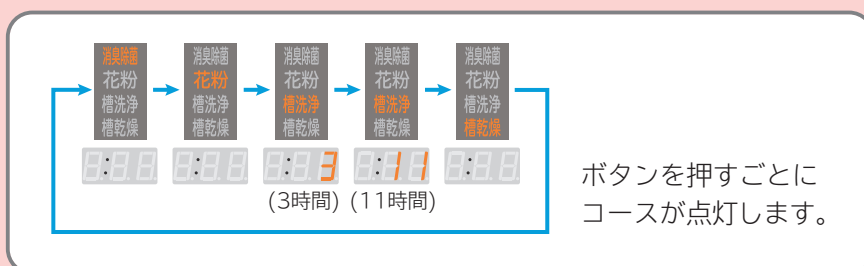 消臭除菌
花粉
槽洗浄
槽乾燥
消臭除菌
花粉
槽洗浄
槽乾燥
消臭除菌
花粉
槽洗浄
槽乾燥
消臭除菌
花粉
槽洗浄
槽乾燥
消臭除菌
花粉
槽洗浄
槽乾燥
3
11
(3時間)
(11時間)
ボタンを押すごとに
コースが点灯します。